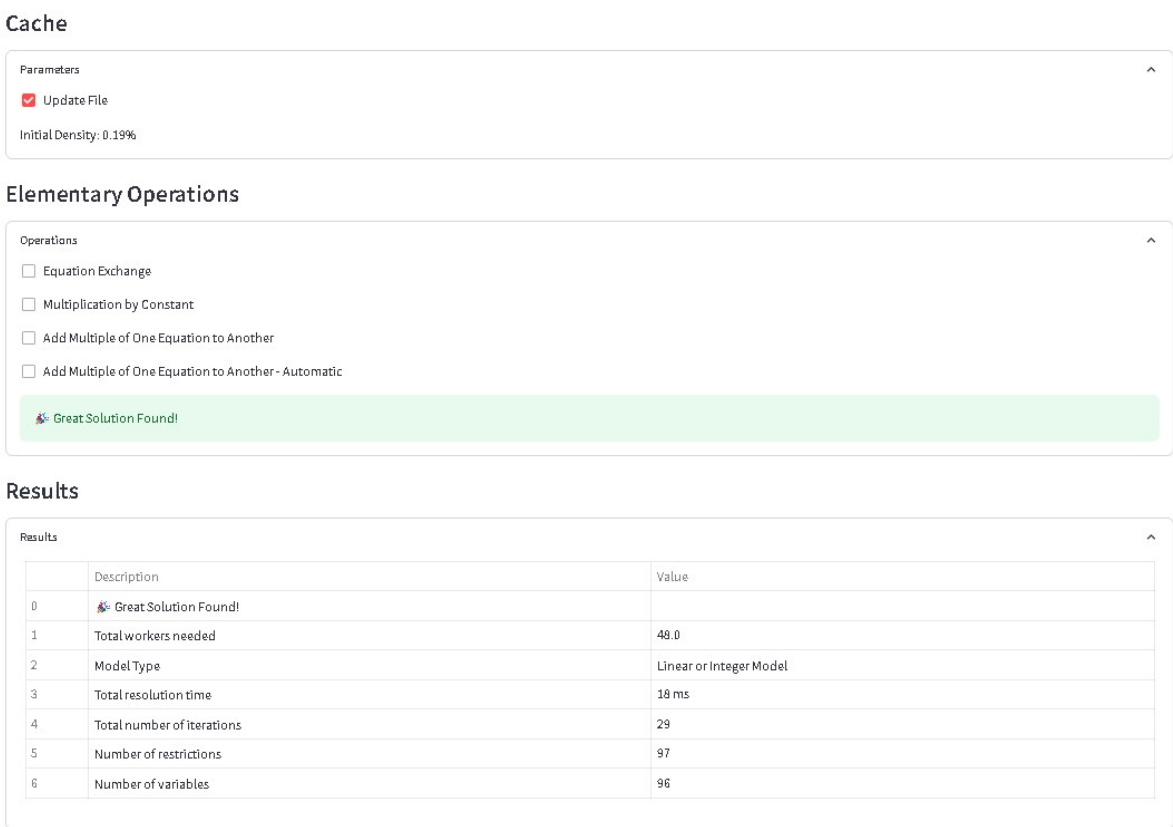 Cache
Parameters
Update File
Initial Density: 0.19%
Elementary Operations
Operations
Equation Exchange
Multiplication by Constant
Add Multiple of One Equation to Another
Add Multiple of One Equation to Another - Automatic
🎉 Great Solution Found!
Results
Results
Description Value
0 🎉 Great Solution Found!
1 Total workers needed 48.0
2 Model Type Linear or Integer Model
3 Total resolution time 18 ms
4 Total number of iterations 29
5 Number of restrictions 97
6 Number of variables 96